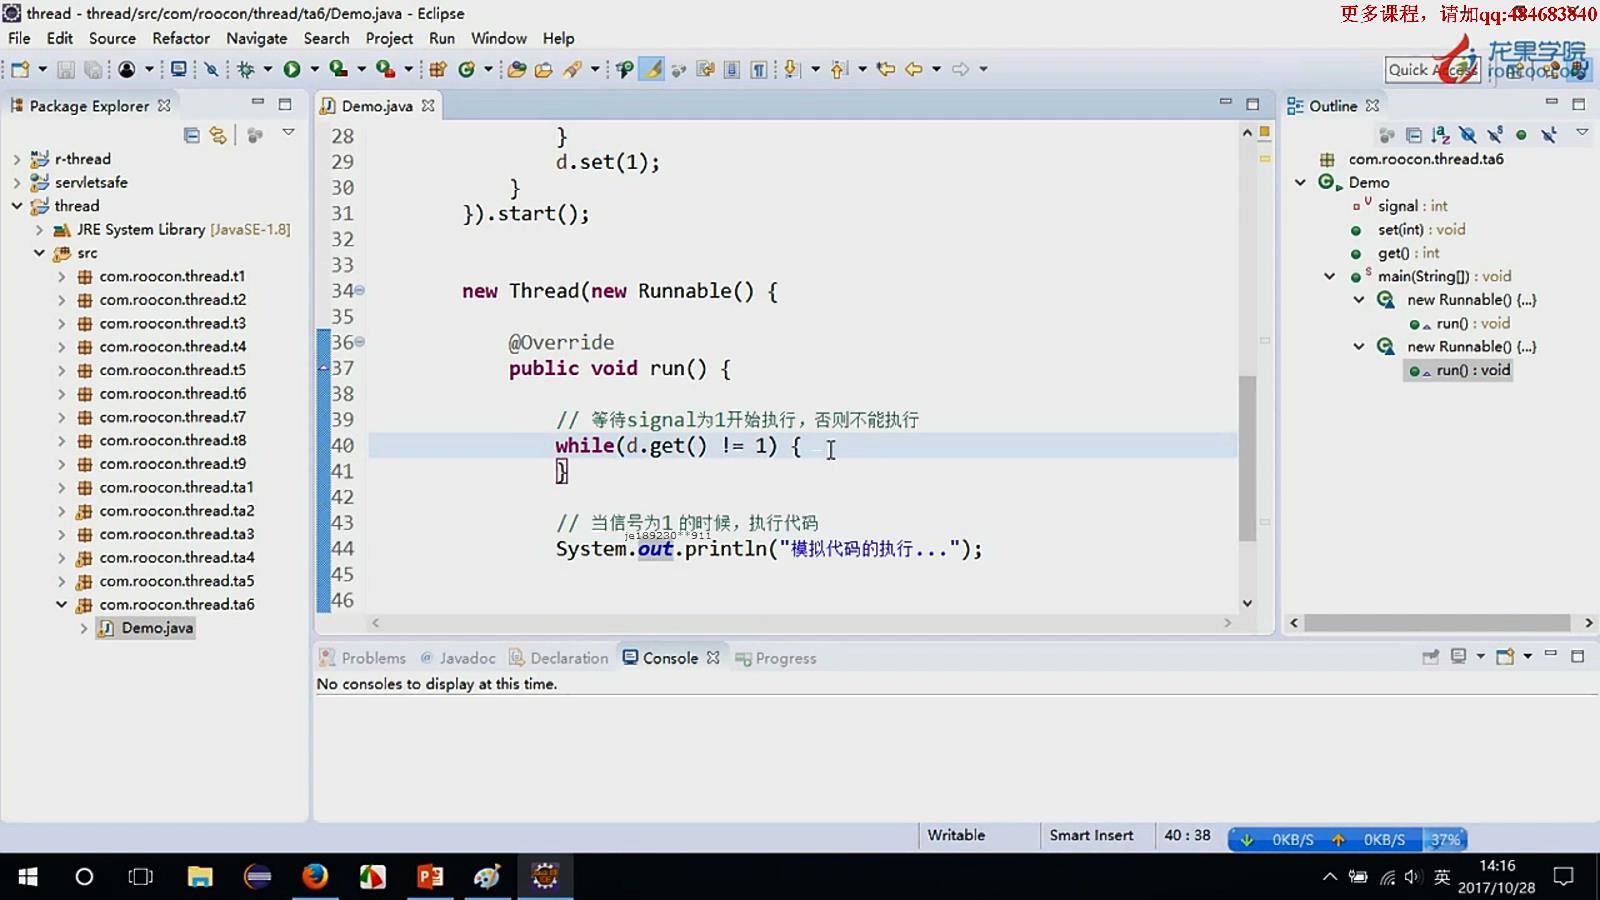 thread - thread/src/com/roocon/thread/ta6/Demo.java - Eclipse
更多课程，请加qq:484683840
File Edit Source Refactor Navigate Search Project Run Window Help
龙果学院
Quick Access
roncoo.com
Package Explorer
r-thread
servletsafe
thread
JRE System Library [JavaSE-1.8]
src
com.roocon.thread.t1
com.roocon.thread.t2
com.roocon.thread.t3
com.roocon.thread.t4
com.roocon.thread.t5
com.roocon.thread.t6
com.roocon.thread.t7
com.roocon.thread.t8
com.roocon.thread.t9
com.roocon.thread.ta1
com.roocon.thread.ta2
com.roocon.thread.ta3
com.roocon.thread.ta4
com.roocon.thread.ta5
com.roocon.thread.ta6
Demo.java
Demo.java
28 }
29 d.set(1);
30 }
31 }).start();
32
33
34 new Thread(new Runnable() {
35
36 @Override
37 public void run() {
38
39 // 等待signal为1开始执行，否则不能执行
40 while(d.get() != 1) {
41 }
42
43 // 当信号为1 的时候，执行代码
je189230**911
44 System.out.println("模拟代码的执行...");
45
46
Outline
com.roocon.thread.ta6
Demo
signal : int
set(int) : void
get() : int
main(String[]) : void
new Runnable() {...}
run() : void
new Runnable() {...}
run() : void
Problems Javadoc Declaration Console Progress
No consoles to display at this time.
Writable Smart Insert 40 : 38 0KB/S 0KB/S 37%
英
14:16
2017/10/28